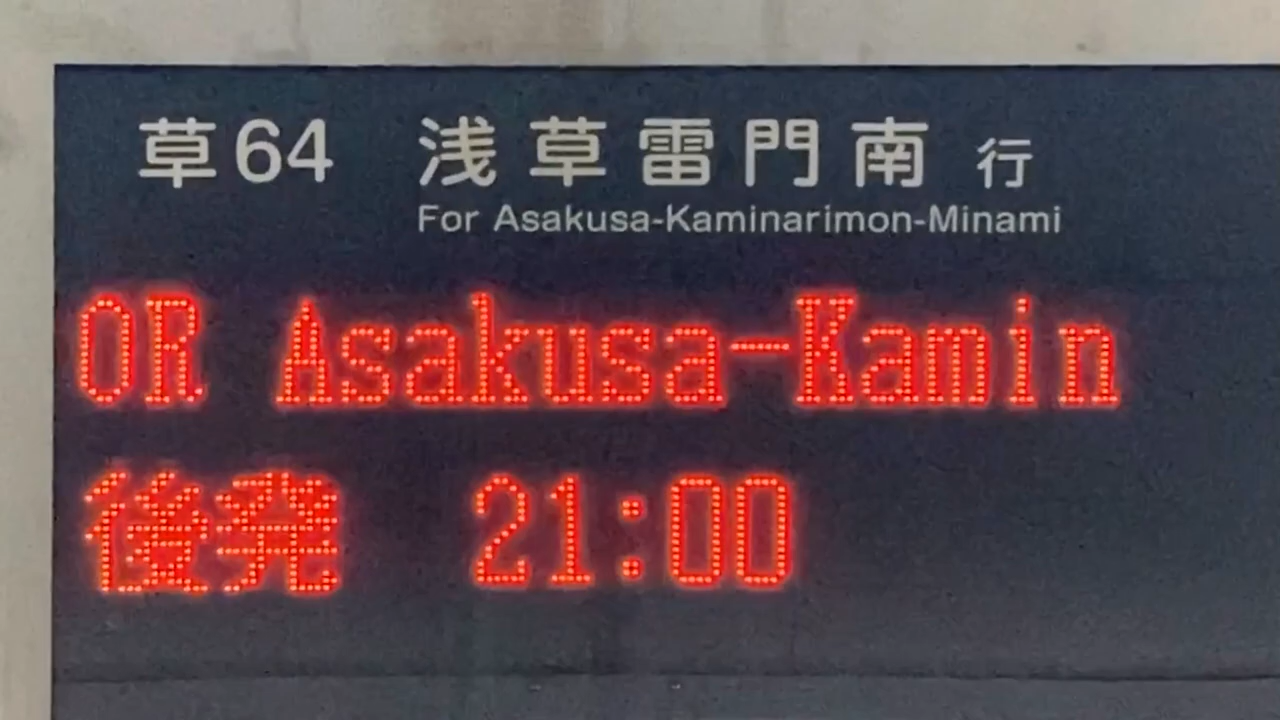 草64 浅草雷門南 行
For Asakusa-Kaminarimon-Minami
OR Asakusa-Kamin
後発 21:00